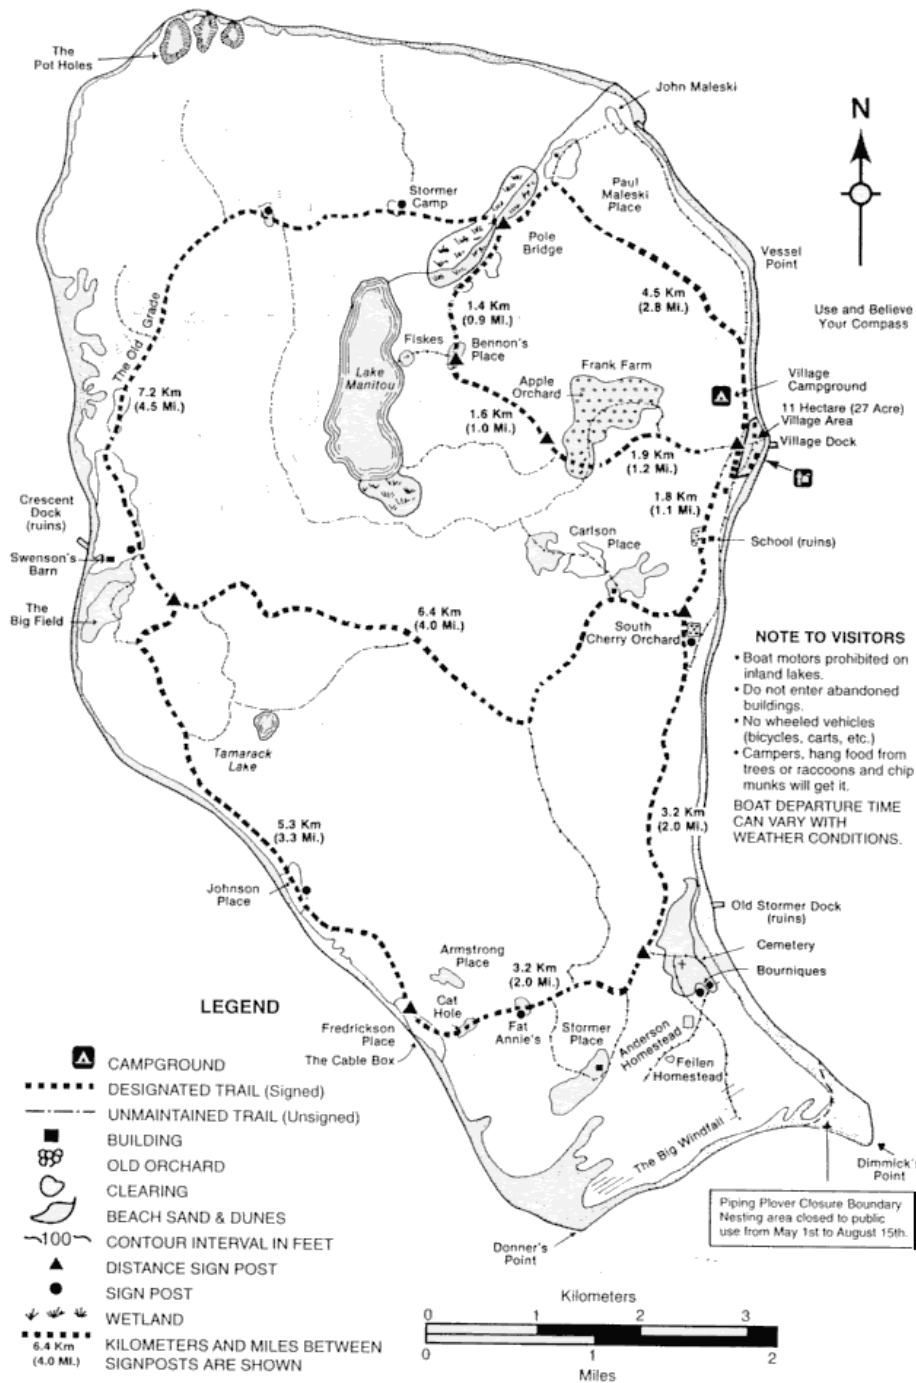 The
Pot Holes
John Maleski
N
Stormer
Camp
Paul
Maleski
Place
Pole
Bridge
Vessel
Point
The Old Grade
1.4 Km
(0.9 Mi.)
4.5 Km
(2.8 Mi.)
Use and Believe
Your Compass
Fiskes
Bennon's
Place
Lake
Manitou
Frank Farm
Apple
Orchard
7.2 Km
(4.5 Mi.)
Village
Campground
11 Hectare (27 Acre)
Village Area
Village Dock
1.6 Km
(1.0 Mi.)
1.9 Km
(1.2 Mi.)
1.8 Km
(1.1 Mi.)
Crescent
Dock
(ruins)
Swenson's
Barn
Carlson
Place
School (ruins)
The
Big Field
6.4 Km
(4.0 Mi.)
South
Cherry Orchard
NOTE TO VISITORS
• Boat motors prohibited on
inland lakes.
• Do not enter abandoned
buildings.
• No wheeled vehicles
(bicycles, carts, etc.)
• Campers, hang food from
trees or raccoons and chip
munks will get it.
BOAT DEPARTURE TIME
CAN VARY WITH
WEATHER CONDITIONS.
Tamarack
Lake
3.2 Km
(2.0 Mi.)
5.3 Km
(3.3 Mi.)
Johnson
Place
Old Stormer Dock
(ruins)
Cemetery
Bourniques
Armstrong
Place
3.2 Km
(2.0 Mi.)
Cat
Hole
Fat
Annie's
Stormer
Place
Anderson
Homestead
Feilen
Homestead
Fredrickson
Place
The Cable Box
The Big Windfall
Dimmick's
Point
Donner's
Point
Piping Plover Closure Boundary
Nesting area closed to public
use from May 1st to August 15th.
LEGEND
CAMPGROUND
DESIGNATED TRAIL (Signed)
UNMAINTAINED TRAIL (Unsigned)
BUILDING
OLD ORCHARD
CLEARING
BEACH SAND & DUNES
100 CONTOUR INTERVAL IN FEET
DISTANCE SIGN POST
SIGN POST
WETLAND
6.4 Km
(4.0 MI.)
KILOMETERS AND MILES BETWEEN
SIGNPOSTS ARE SHOWN
Kilometers
0 1 2 3
0 1 2
Miles